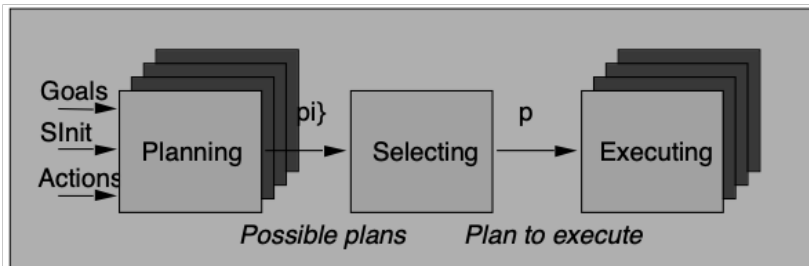 Goals
SInit
Actions
Planning
pi}
Selecting
p
Executing
Possible plans
Plan to execute